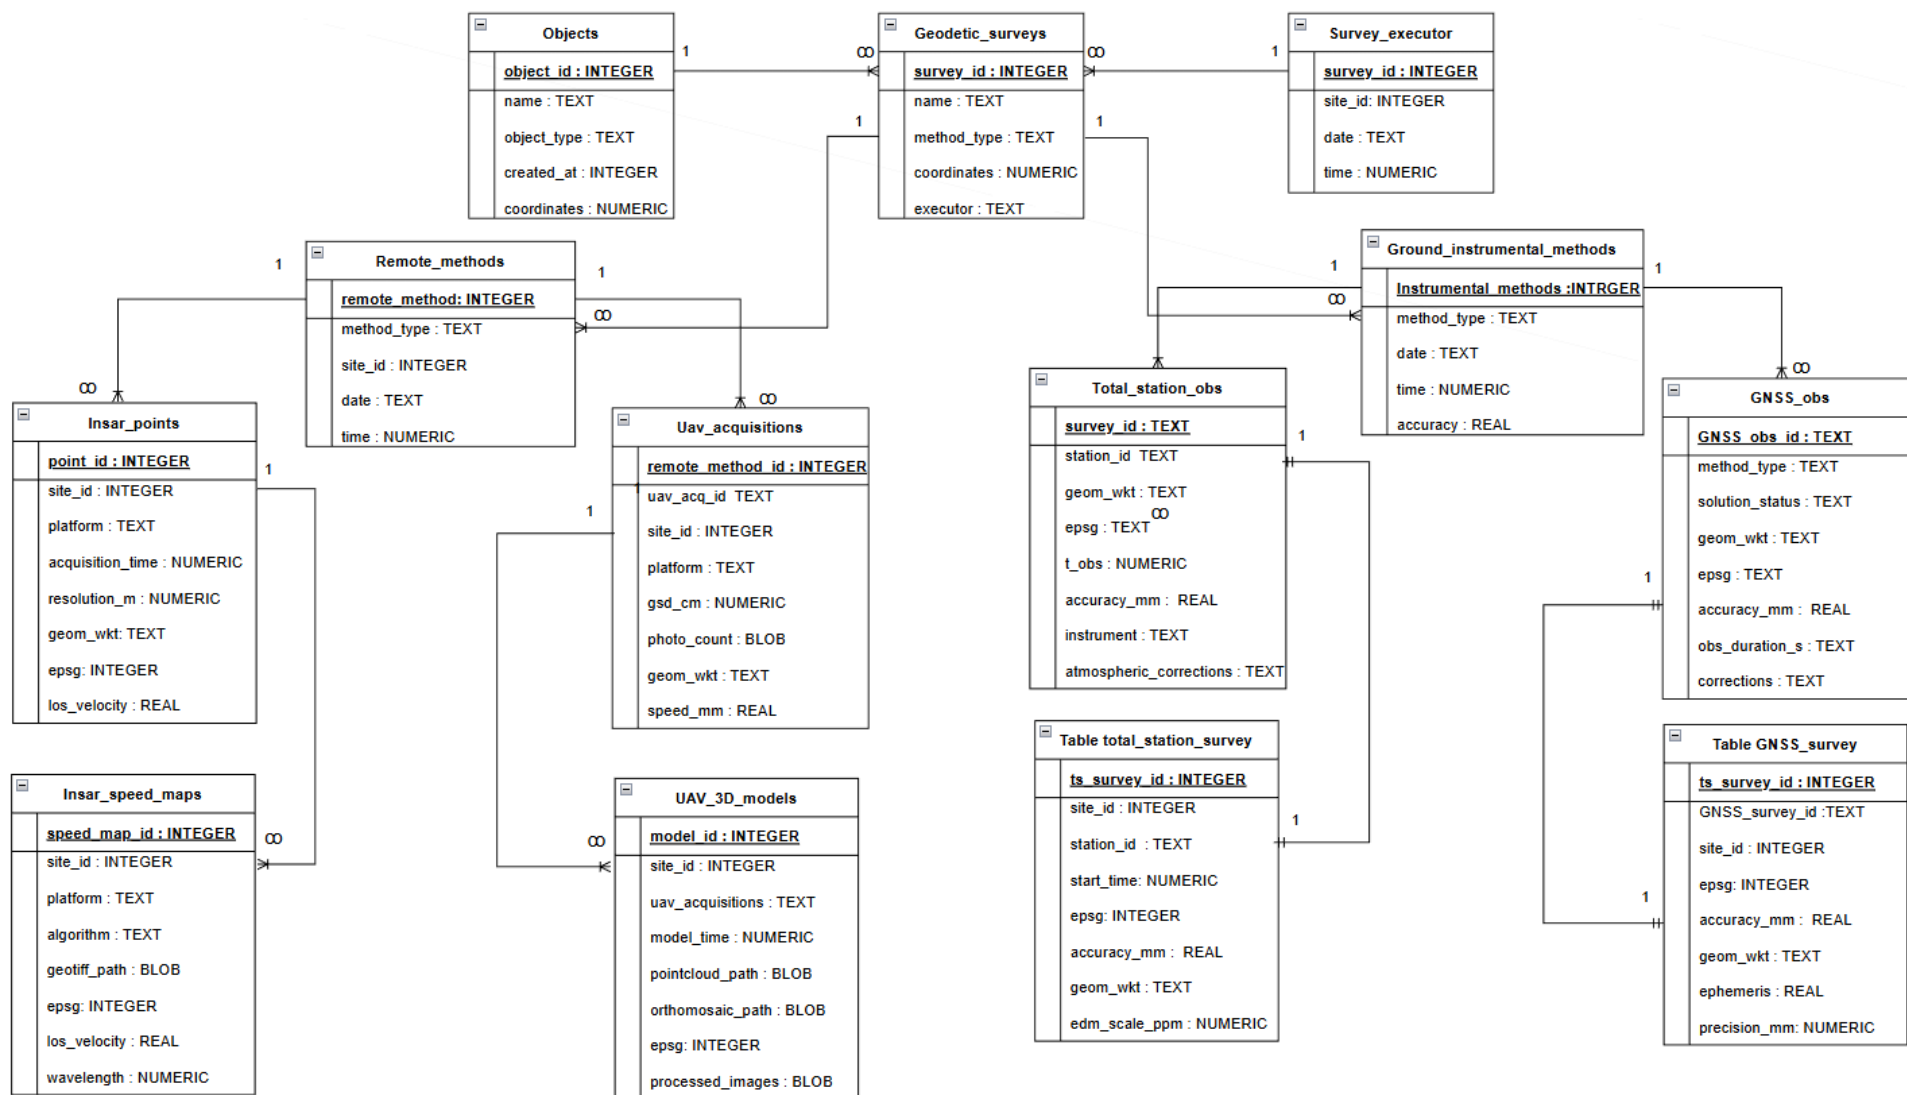 Objects
object_id : INTEGER
name : TEXT
object_type : TEXT
created_at : INTEGER
coordinates : NUMERIC
1
∞
Geodetic_surveys
survey_id : INTEGER
name : TEXT
method_type : TEXT
coordinates : NUMERIC
executor : TEXT
∞
1
Survey_executor
survey_id : INTEGER
site_id: INTEGER
date : TEXT
time : NUMERIC
1
1
Remote_methods
remote_method: INTEGER
method_type : TEXT
site_id : INTEGER
date : TEXT
time : NUMERIC
1
1
∞
Ground_instrumental_methods
Instrumental_methods :INTRGER
method_type : TEXT
date : TEXT
time : NUMERIC
accuracy : REAL
1
∞
1
∞
Insar_points
point_id : INTEGER
site_id : INTEGER
platform : TEXT
acquisition_time : NUMERIC
resolution_m : NUMERIC
geom_wkt: TEXT
epsg: INTEGER
los_velocity : REAL
1
∞
Uav_acquisitions
remote_method_id : INTEGER
1
uav_acq_id TEXT
site_id : INTEGER
platform : TEXT
gsd_cm : NUMERIC
photo_count : BLOB
geom_wkt : TEXT
speed_mm : REAL
1
Total_station_obs
survey_id : TEXT
station_id TEXT
geom_wkt : TEXT
epsg : TEXT
∞
t_obs : NUMERIC
accuracy_mm : REAL
instrument : TEXT
atmospheric_corrections : TEXT
1
∞
GNSS_obs
GNSS_obs_id : TEXT
method_type : TEXT
solution_status : TEXT
geom_wkt : TEXT
epsg : TEXT
accuracy_mm : REAL
obs_duration_s : TEXT
corrections : TEXT
1
Insar_speed_maps
speed_map_id : INTEGER
site_id : INTEGER
platform : TEXT
algorithm : TEXT
geotiff_path : BLOB
epsg: INTEGER
los_velocity : REAL
wavelength : NUMERIC
∞
UAV_3D_models
model_id : INTEGER
site_id : INTEGER
uav_acquisitions : TEXT
model_time : NUMERIC
pointcloud_path : BLOB
orthomosaic_path : BLOB
epsg: INTEGER
processed_images : BLOB
∞
Table total_station_survey
ts_survey_id : INTEGER
site_id : INTEGER
station_id : TEXT
start_time: NUMERIC
epsg: INTEGER
accuracy_mm : REAL
geom_wkt : TEXT
edm_scale_ppm : NUMERIC
1
Table GNSS_survey
ts_survey_id : INTEGER
GNSS_survey_id :TEXT
site_id : INTEGER
epsg: INTEGER
accuracy_mm : REAL
geom_wkt : TEXT
ephemeris : REAL
precision_mm: NUMERIC
1